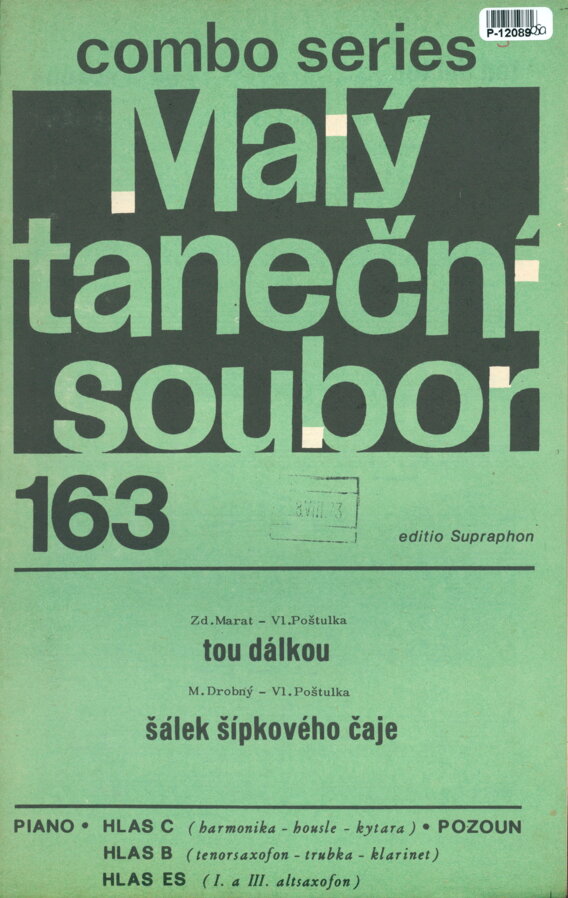 combo series
P-12089
Malý
taneční
soubor
163
editio Supraphon
Zd.Marat - Vl.Poštulka
tou dálkou
M.Drobný - Vl.Poštulka
šálek šípkového čaje
PIANO • HLAS C (harmonika - housle - kytara) • POZOUN
HLAS B (tenorsaxofon - trubka - klarinet)
HLAS ES (I. a III. altsaxofon)